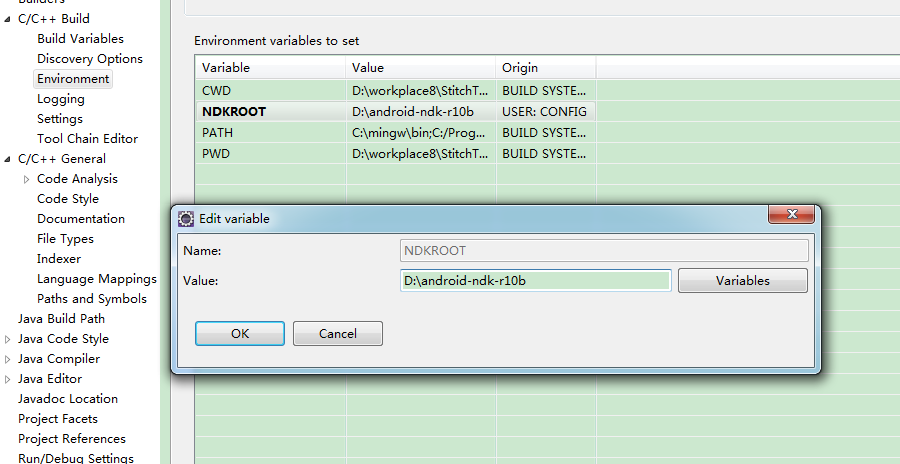 Builders
C/C++ Build
Build Variables
Discovery Options
Environment
Logging
Settings
Tool Chain Editor
C/C++ General
Code Analysis
Code Style
Documentation
File Types
Indexer
Language Mappings
Paths and Symbols
Java Build Path
Java Code Style
Java Compiler
Java Editor
Javadoc Location
Project Facets
Project References
Run/Debug Settings
Environment variables to set
Variable Value Origin
CWD D:\workplace8\StitchT... BUILD SYSTE...
NDKROOT D:\android-ndk-r10b USER: CONFIG
PATH C:\mingw\bin;C:/Prog... BUILD SYSTE...
PWD D:\workplace8\StitchT... BUILD SYSTE...
Edit variable
Name: NDKROOT
Value: D:\android-ndk-r10b Variables
OK Cancel